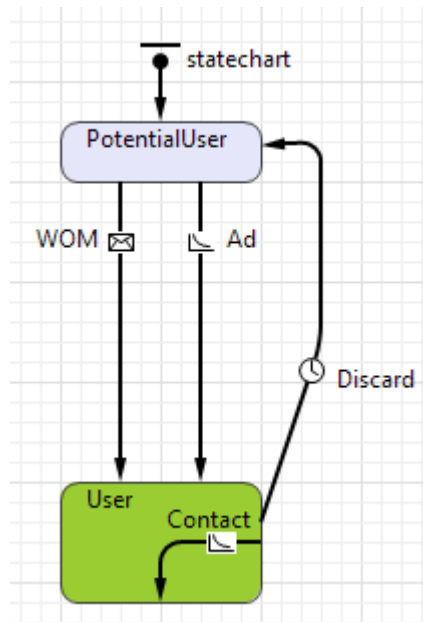 statechart
PotentialUser
WOM
Ad
Discard
User
Contact